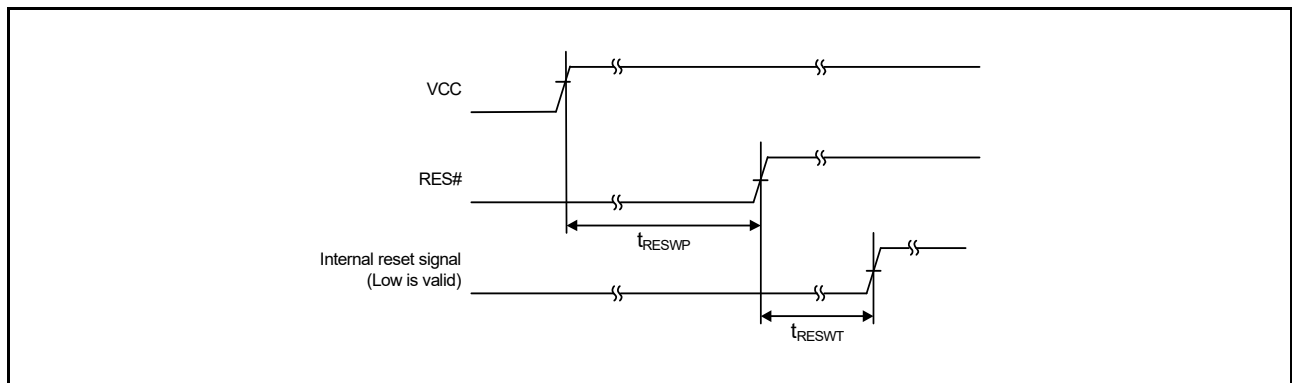 VCC
RES#
tRESWP
Internal reset signal
(Low is valid)
tRESWT